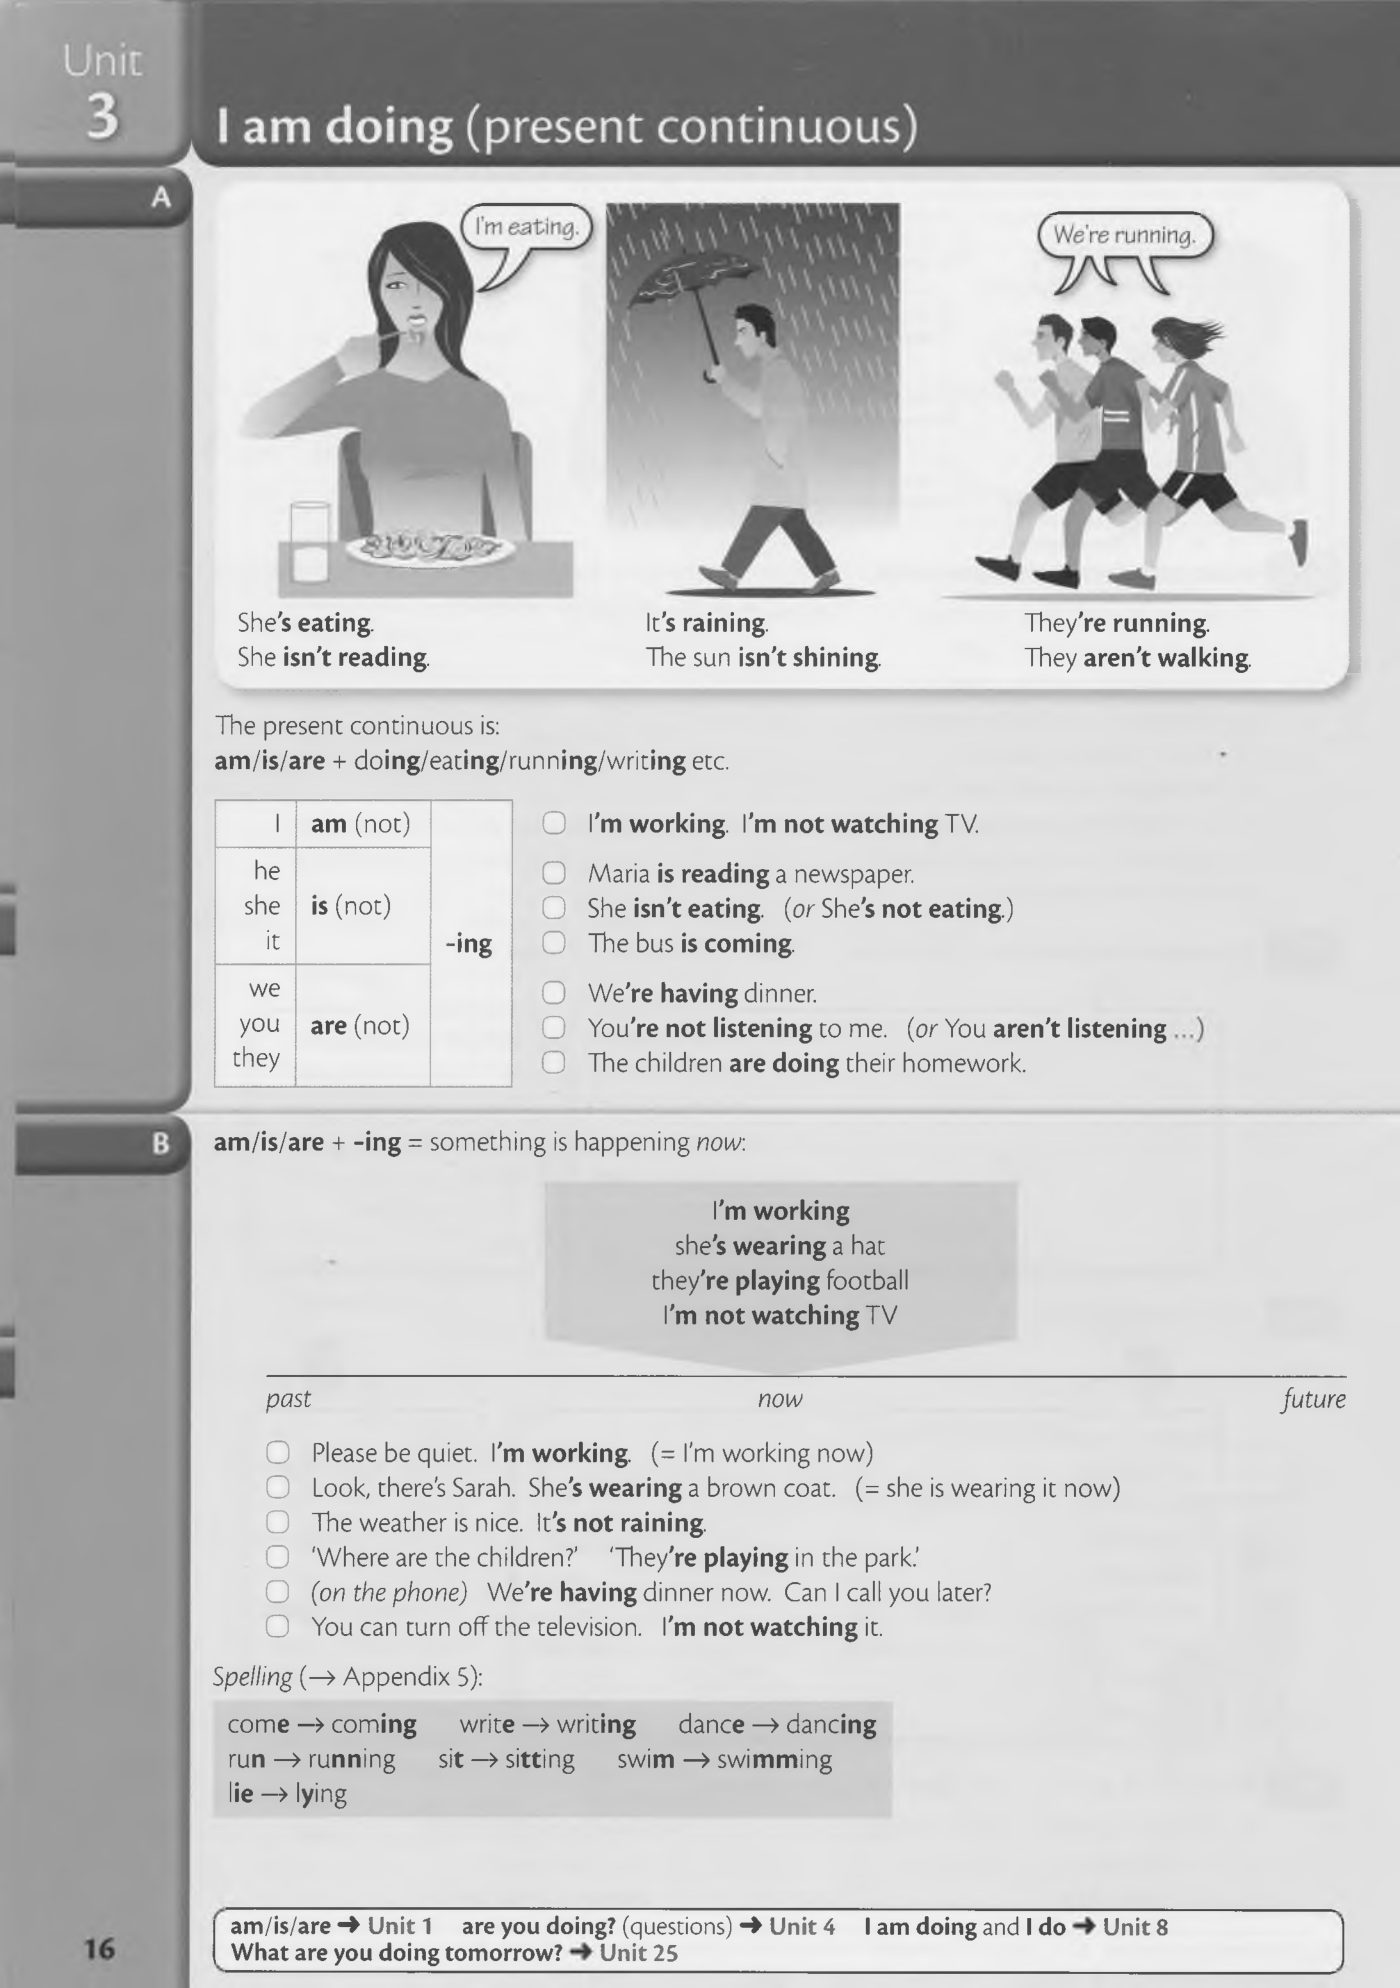 Unit
3
I am doing (present continuous)
A
I'm eating.
We're running.
She's eating.
She isn't reading.
It's raining.
The sun isn't shining.
They're running.
They aren't walking.
The present continuous is:
am/is/are + doing/eating/running/writing etc.
I am (not)
he
she is (not)
it
we
you are (not)
they
-ing
I'm working. I'm not watching TV.
Maria is reading a newspaper.
She isn't eating. (or She's not eating.)
The bus is coming.
We're having dinner.
You're not listening to me. (or You aren't listening ...)
The children are doing their homework.
B
am/is/are + -ing = something is happening now:
I'm working
she's wearing a hat
they're playing football
I'm not watching TV
past now future
Please be quiet. I'm working. (= I'm working now)
Look, there's Sarah. She's wearing a brown coat. (= she is wearing it now)
The weather is nice. It's not raining.
'Where are the children?' 'They're playing in the park.'
(on the phone) We're having dinner now. Can I call you later?
You can turn off the television. I'm not watching it.
Spelling (→ Appendix 5):
come → coming write → writing dance → dancing
run → running sit → sitting swim → swimming
lie → lying
am/is/are → Unit 1 are you doing? (questions) → Unit 4 I am doing and I do → Unit 8
What are you doing tomorrow? → Unit 25
16